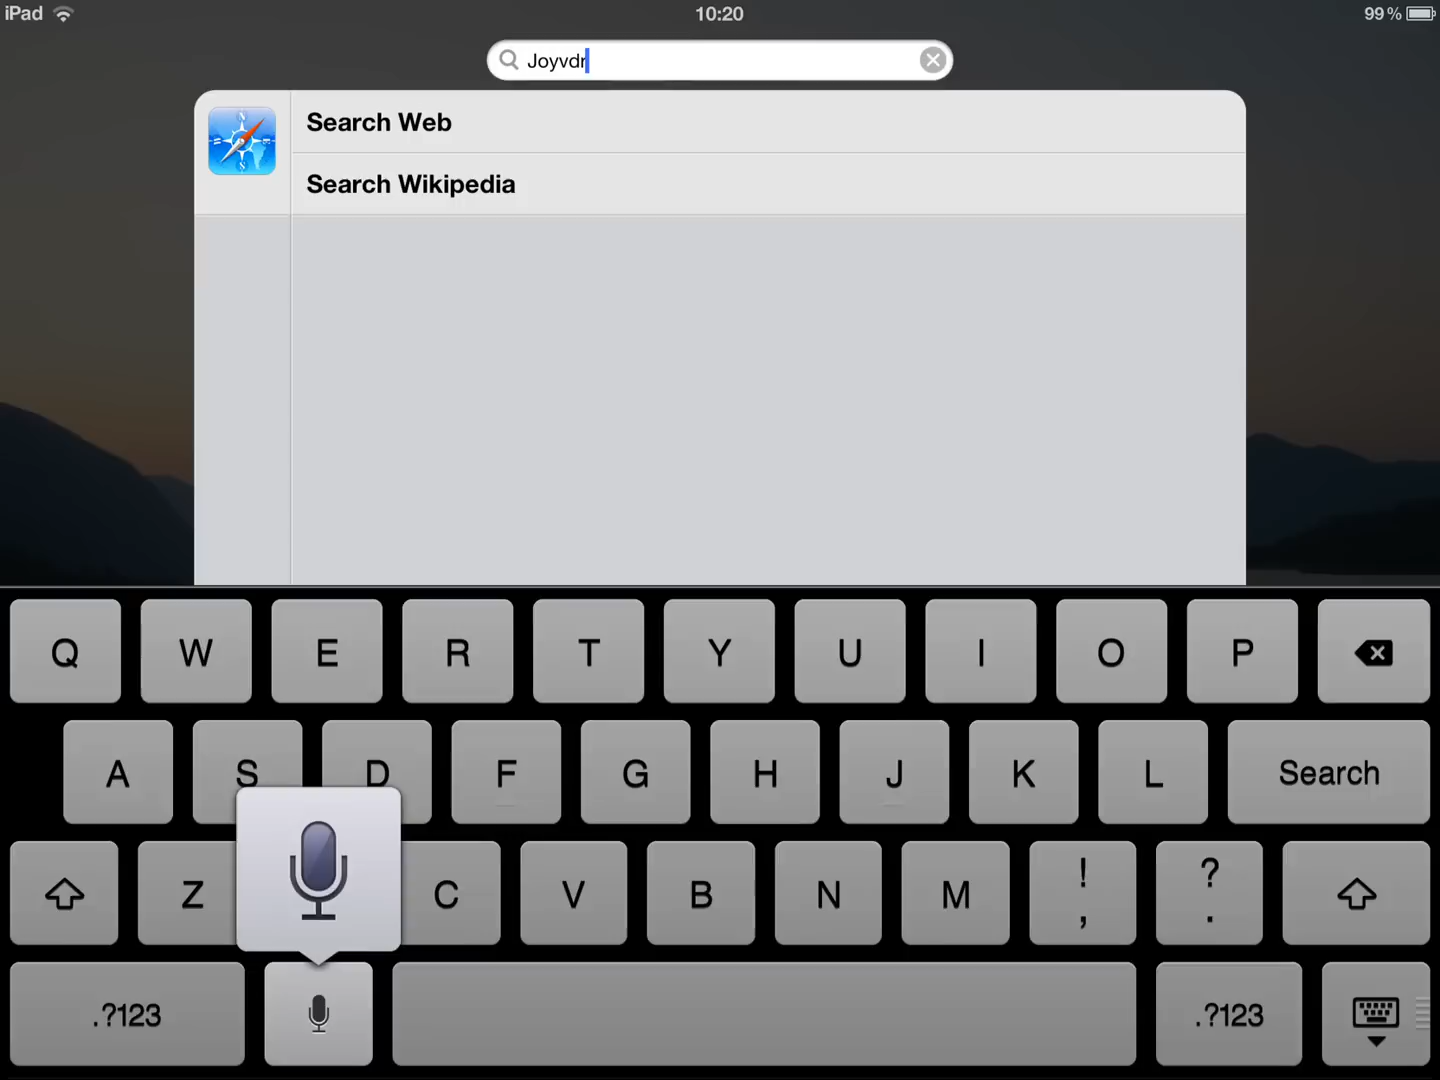 iPad 10:20 99 %
Joyvdr
Search Web
Search Wikipedia
Q W E R T Y U I O P
A S D F G H J K L Search
Z C V B N M ! , ? .
.?123 .?123